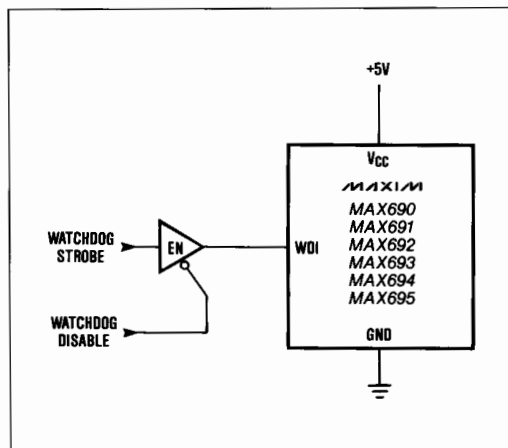 +5V
VCC
MAXIM
MAX690
MAX691
MAX692
MAX693
MAX694
MAX695
WATCHDOG
STROBE
EN
WDI
WATCHDOG
DISABLE
GND